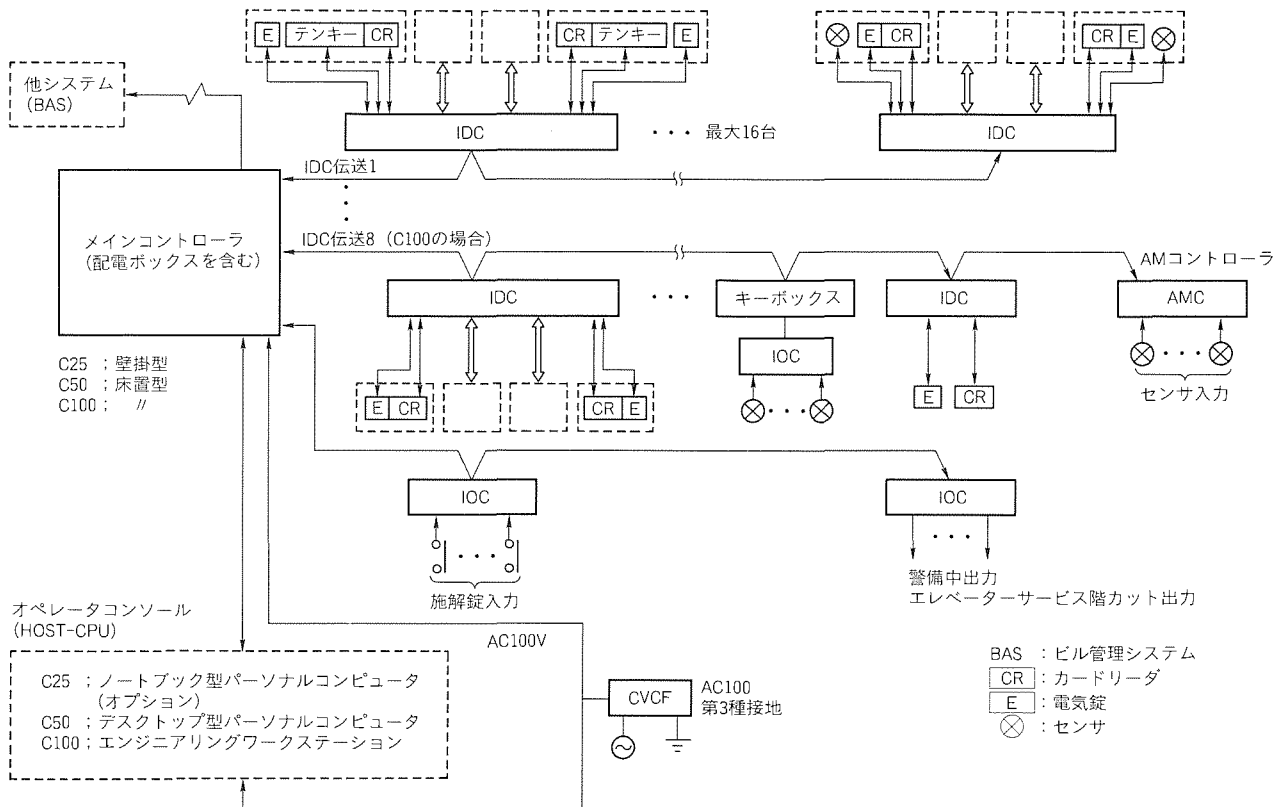 E テンキー CR
CR テンキー E
E CR
CR E
他システム
(BAS)
IDC
・・・ 最大16台
IDC
IDC伝送1
メインコントローラ
(配電ボックスを含む)
IDC伝送8 (C100の場合)
AMコントローラ
IDC
・・・
キーボックス
IDC
AMC
IOC
C25 ; 壁掛型
C50 ; 床置型
C100 ; 〃
・・・
センサ入力
E CR
CR E
・・・
E
CR
IOC
IOC
・・・
・・・
施解錠入力
警備中出力
エレベーターサービス階カット出力
オペレータコンソール
(HOST-CPU)
AC100V
C25 ; ノートブック型パーソナルコンピュータ
(オプション)
C50 ; デスクトップ型パーソナルコンピュータ
C100 ; エンジニアリングワークステーション
CVCF
AC100
第3種接地
BAS : ビル管理システム
CR : カードリーダ
E : 電気錠
: センサ